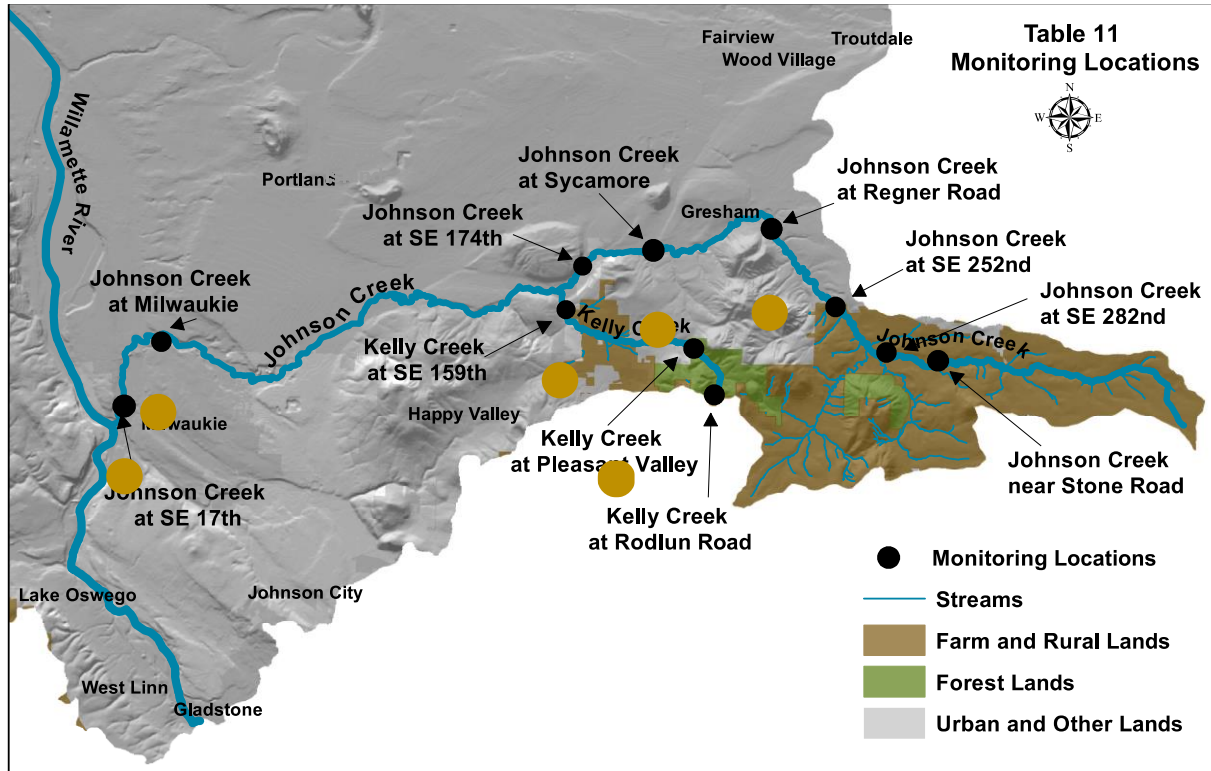 Table 11
Monitoring Locations
N
W E
S
Fairview
Troutdale
Wood Village
Willamette River
Portland
Johnson Creek
at Sycamore
Johnson Creek
at Regner Road
Gresham
Johnson Creek
at SE 174th
Johnson Creek
at SE 252nd
Johnson Creek
at Milwaukie
Johnson Creek
Johnson Creek
at SE 282nd
Kelly Creek
Johnson Creek
Kelly Creek
at SE 159th
Happy Valley
Milwaukie
Kelly Creek
at Pleasant Valley
Johnson Creek
near Stone Road
Johnson Creek
at SE 17th
Kelly Creek
at Rodlun Road
Lake Oswego
Johnson City
West Linn
Gladstone
Monitoring Locations
Streams
Farm and Rural Lands
Forest Lands
Urban and Other Lands